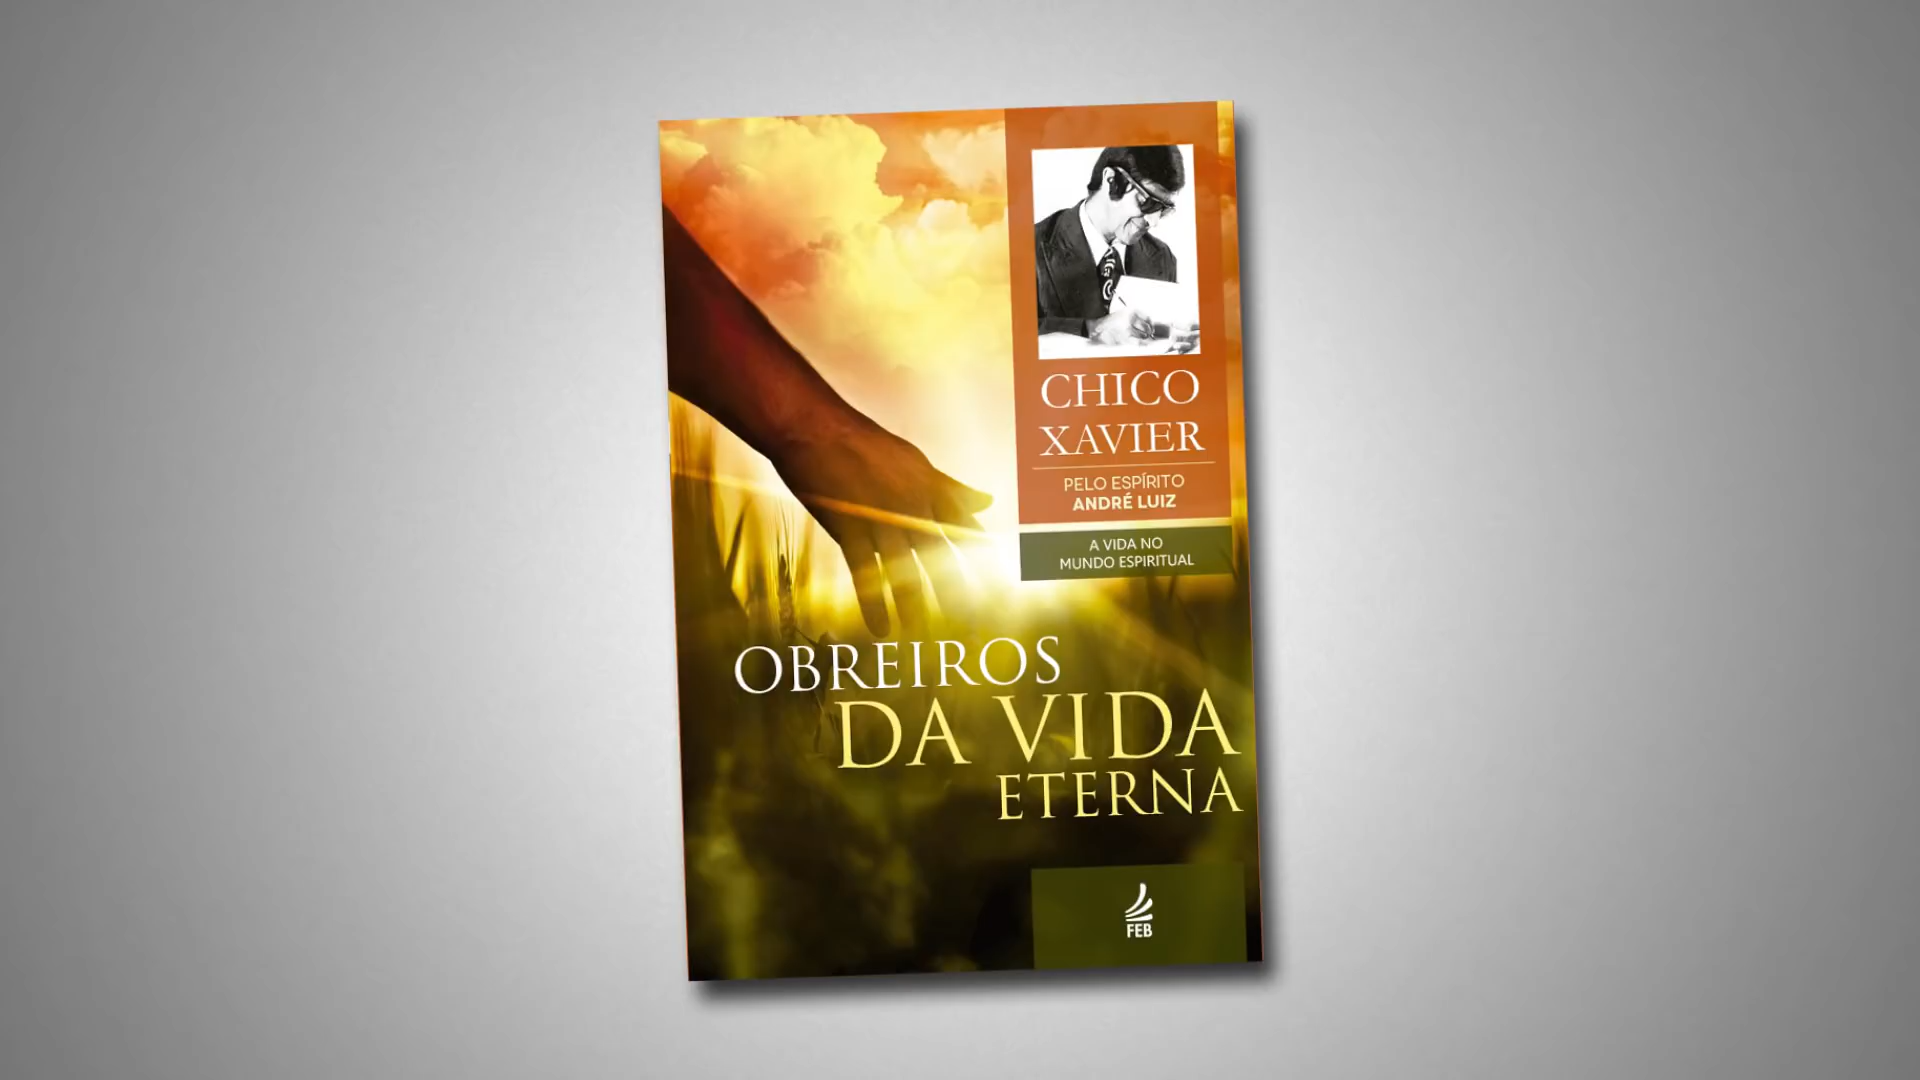 CHICO
XAVIER
PELO ESPÍRITO
ANDRÉ LUIZ
A VIDA NO
MUNDO ESPIRITUAL
OBREIROS
DA VIDA
ETERNA
FEB